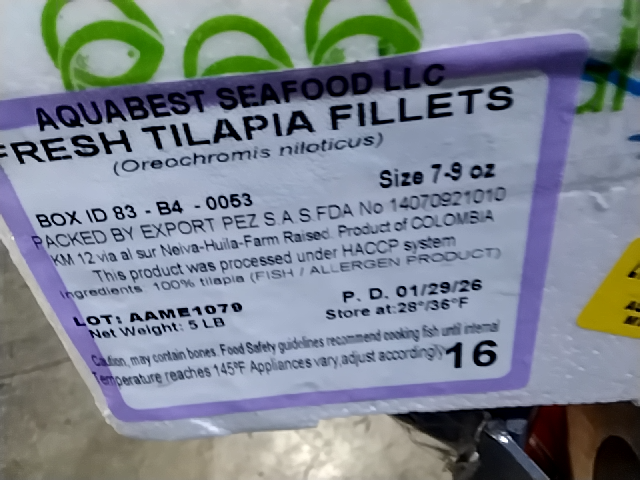 AQUABEST SEAFOOD LLC
FRESH TILAPIA FILLETS
(Oreochromis niloticus)
Size 7-9 oz
BOX ID 83 - B4 - 0053
PACKED BY EXPORT PEZ S.A.S FDA No 14070921010
KM 12 via al sur Neiva-Huila-Farm Raised. Product of COLOMBIA
This product was processed under HACCP system
Ingredients 100% tilapia (FISH / ALLERGEN PRODUCT)
LOT: AAME1079
P. D. 01/29/26
Net Weight: 5 LB
Store at:28°/36°F
Caution, may contain bones. Food Safety guidelines recommend cooking fish until internal
Temperature reaches 145°F Appliances vary,adjust accordingly
16